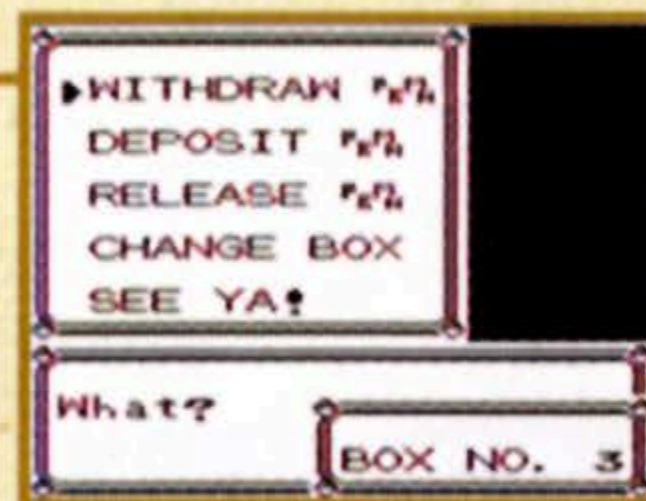 ▶WITHDRAW PKMN
DEPOSIT PKMN
RELEASE PKMN
CHANGE BOX
SEE YA!
What?
BOX NO. 3